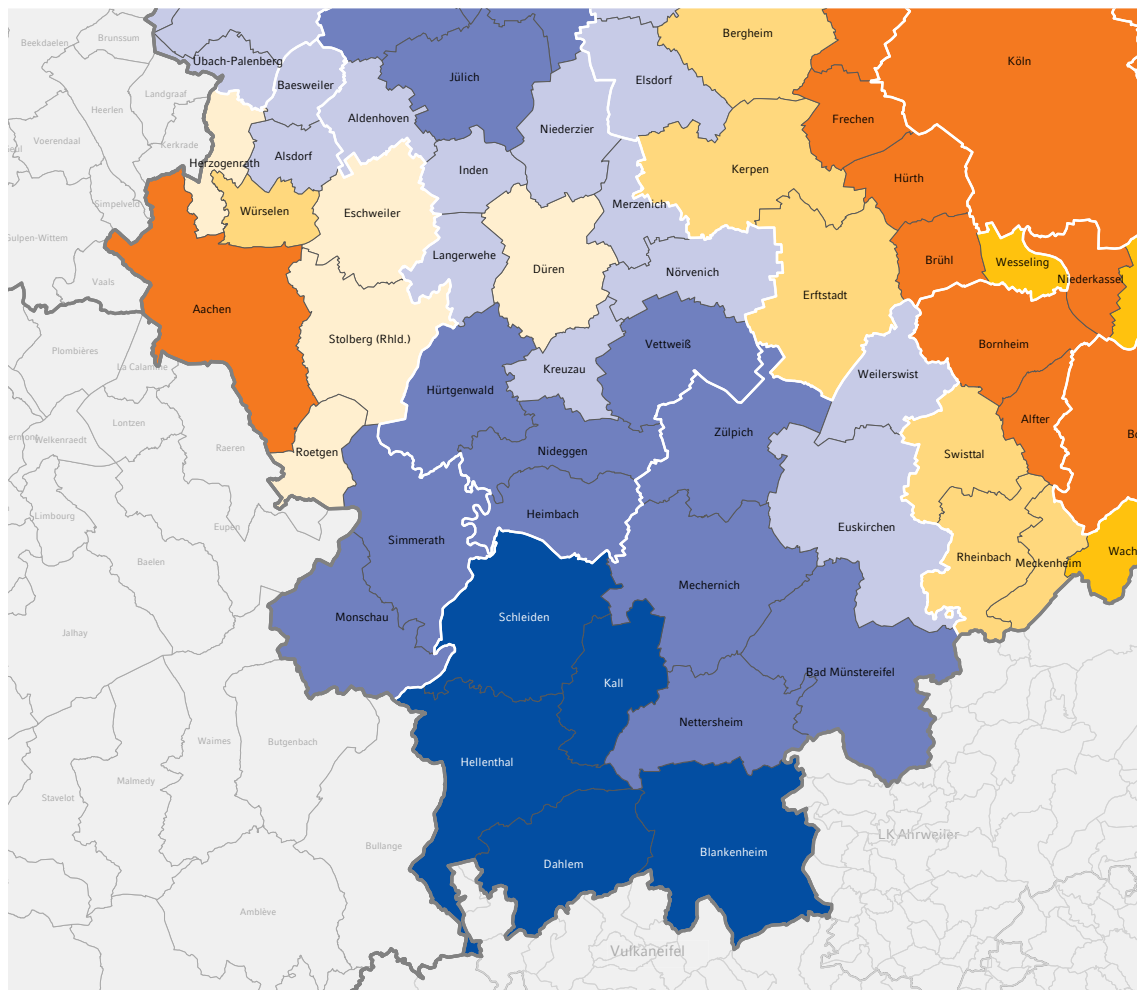 Bergheim
Brunssum
Beekdaelen
Köln
Übach-Palenberg
Jülich
Elsdorf
Baesweiler
Landgraaf
Heerlen
Aldenhoven
Frechen
Niederzier
Voerendaal
Kerkrade
Alsdorf
Herzogenrath
Inden
Kerpen
Hürth
Simpelveld
Merzenich
Würselen
Eschweiler
Gulpen-Wittem
Langerwehe
Düren
Brühl
Wesseling
Nörvenich
Niederkassel
Vaals
Erftstadt
Aachen
Stolberg (Rhld.)
Vettweiß
Bornheim
Plombières
La Calamine
Kreuzau
Weilerswist
Hürtgenwald
Alfter
Lontzen
Zülpich
Welkenraedt
Raeren
Roetgen
Nideggen
Swisttal
Limbourg
Heimbach
Eupen
Euskirchen
Simmerath
Wach
Baelen
Rheinbach
Meckenheim
Mechernich
Schleiden
Monschau
Jalhay
Bad Münstereifel
Kall
Nettersheim
Waimes
Butgenbach
Hellenthal
Malmedy
Stavelot
LK Ahrweiler
Bullange
Blankenheim
Dahlem
Amblève
Vulkaneifel